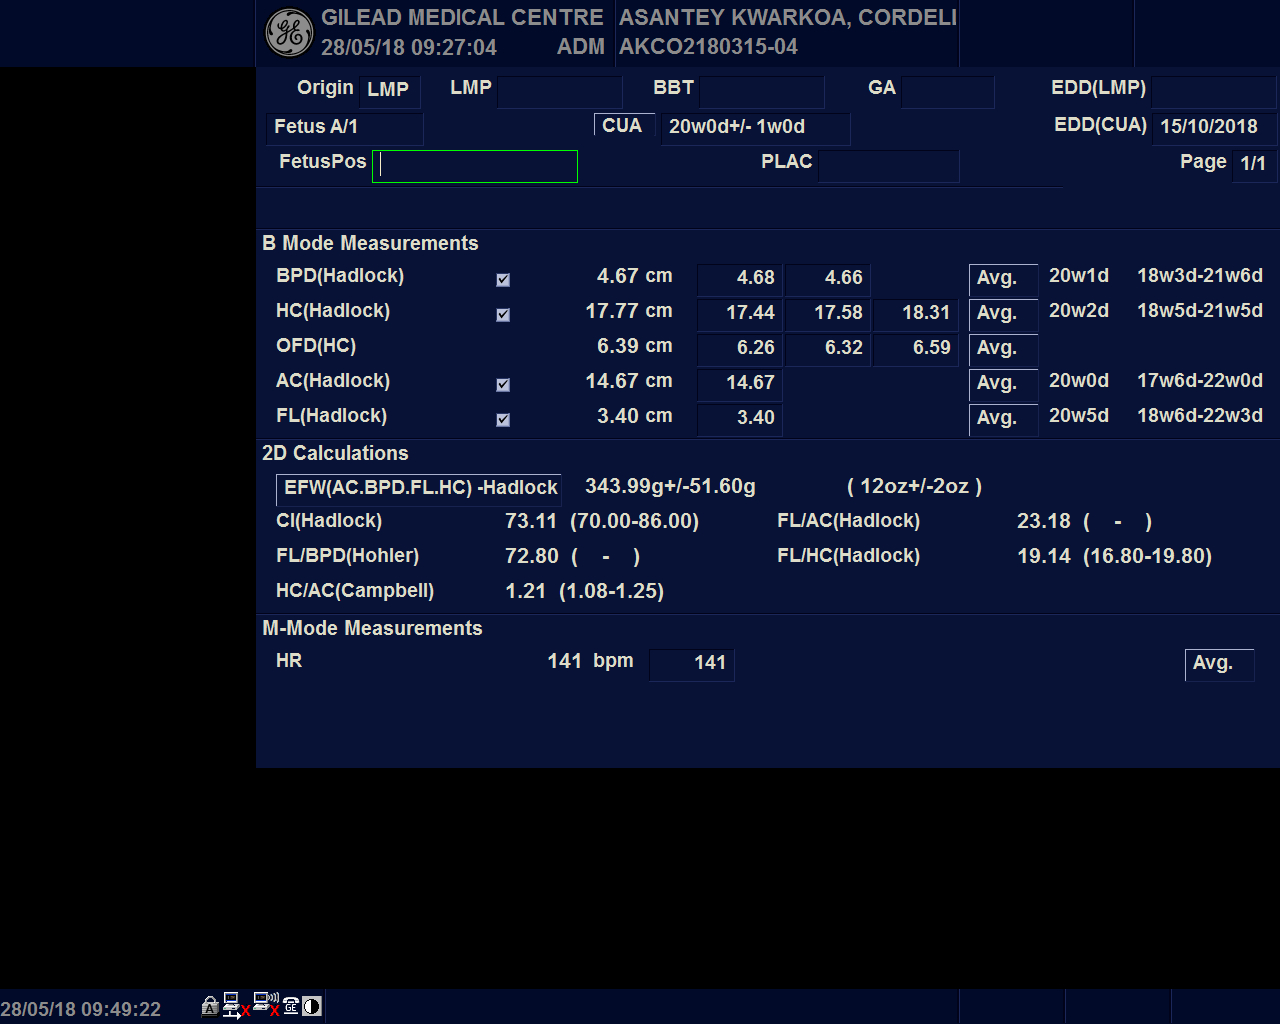 GILEAD MEDICAL CENTRE ASANTEY KWARKOA, CORDELI
28/05/18 09:27:04 ADM AKCO2180315-04
Origin LMP LMP BBT GA EDD(LMP)
Fetus A/1 CUA 20w0d+/- 1w0d EDD(CUA) 15/10/2018
FetusPos PLAC Page 1/1
B Mode Measurements
BPD(Hadlock) 4.67 cm 4.68 4.66 Avg. 20w1d 18w3d-21w6d
HC(Hadlock) 17.77 cm 17.44 17.58 18.31 Avg. 20w2d 18w5d-21w5d
OFD(HC) 6.39 cm 6.26 6.32 6.59 Avg.
AC(Hadlock) 14.67 cm 14.67 Avg. 20w0d 17w6d-22w0d
FL(Hadlock) 3.40 cm 3.40 Avg. 20w5d 18w6d-22w3d
2D Calculations
EFW(AC.BPD.FL.HC) -Hadlock 343.99g+/-51.60g ( 12oz+/-2oz )
CI(Hadlock) 73.11 (70.00-86.00) FL/AC(Hadlock) 23.18 ( - )
FL/BPD(Hohler) 72.80 ( - ) FL/HC(Hadlock) 19.14 (16.80-19.80)
HC/AC(Campbell) 1.21 (1.08-1.25)
M-Mode Measurements
HR 141 bpm 141 Avg.
28/05/18 09:49:22 A GE